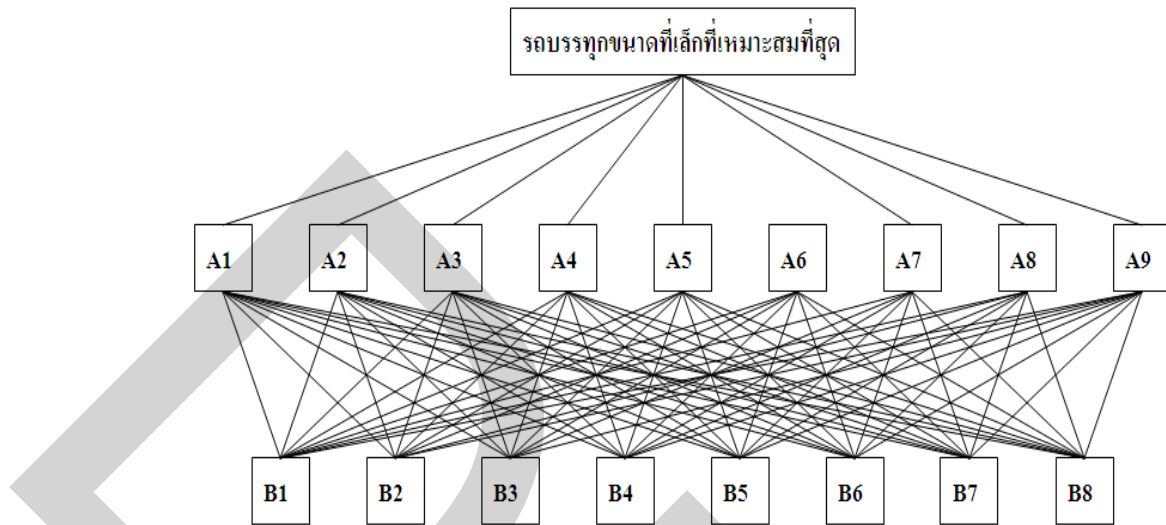 รถบรรทุกขนาดที่เล็กที่เหมาะสมที่สุด
A1 A2 A3 A4 A5 A6 A7 A8 A9
B1 B2 B3 B4 B5 B6 B7 B8